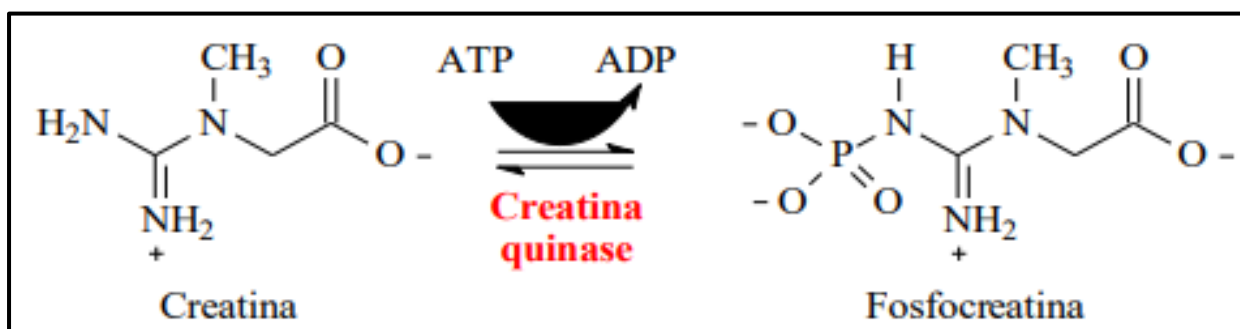 CH3 O ATP ADP H CH3 O
H2N N O - - O N N O -
P
- O O
NH2 Creatina NH2
+ quinase +
Creatina Fosfocreatina